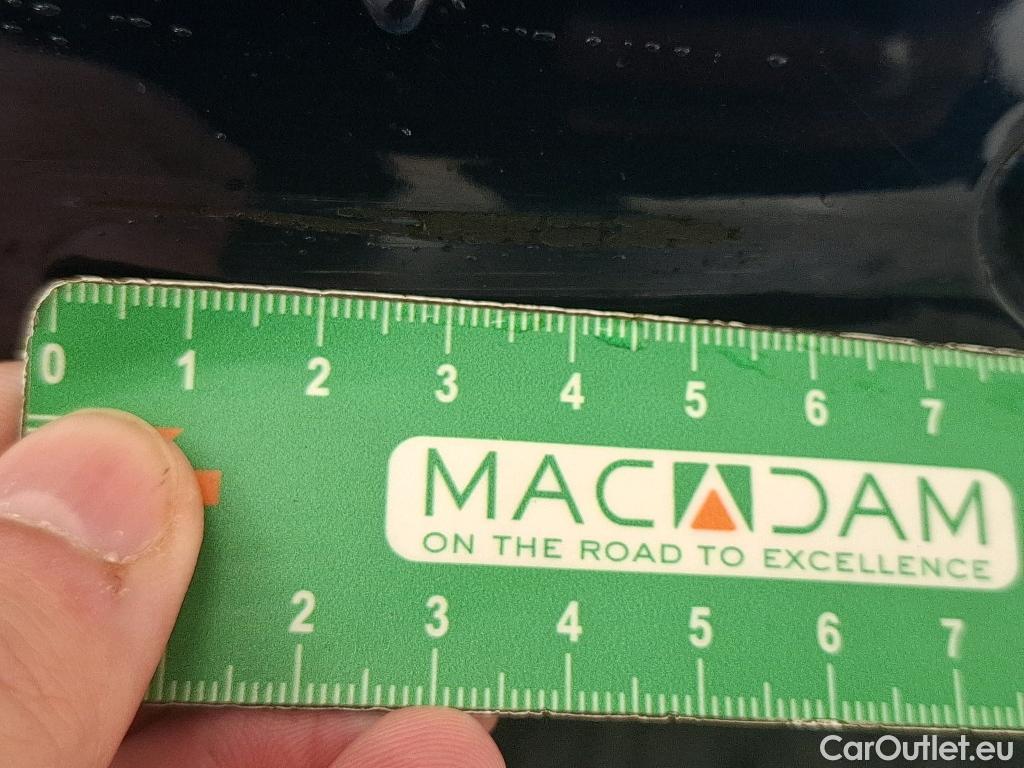 0 1 2 3 4 5 6 7
MACADAM
ON THE ROAD TO EXCELLENCE
2 3 4 5 6 7
CarOutlet.eu